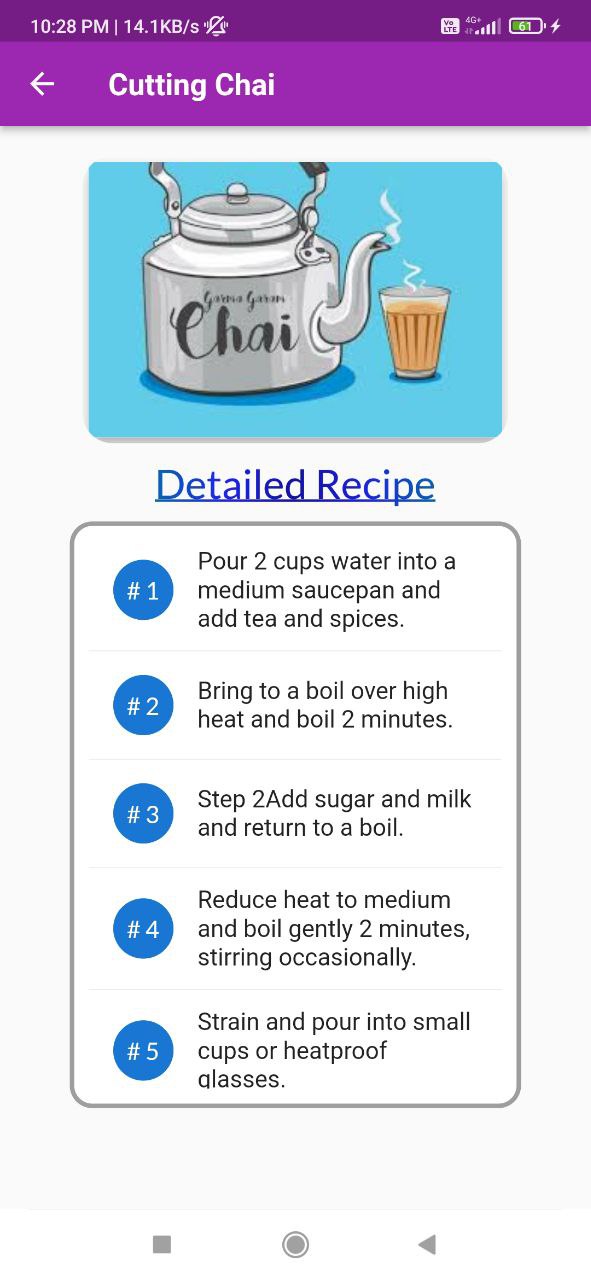 10:28 PM | 14.1KB/s
Vo LTE 4G+ 61
Cutting Chai
Garma Garam
Chai
Detailed Recipe
# 1
Pour 2 cups water into a
medium saucepan and
add tea and spices.
# 2
Bring to a boil over high
heat and boil 2 minutes.
# 3
Step 2Add sugar and milk
and return to a boil.
# 4
Reduce heat to medium
and boil gently 2 minutes,
stirring occasionally.
# 5
Strain and pour into small
cups or heatproof
glasses.